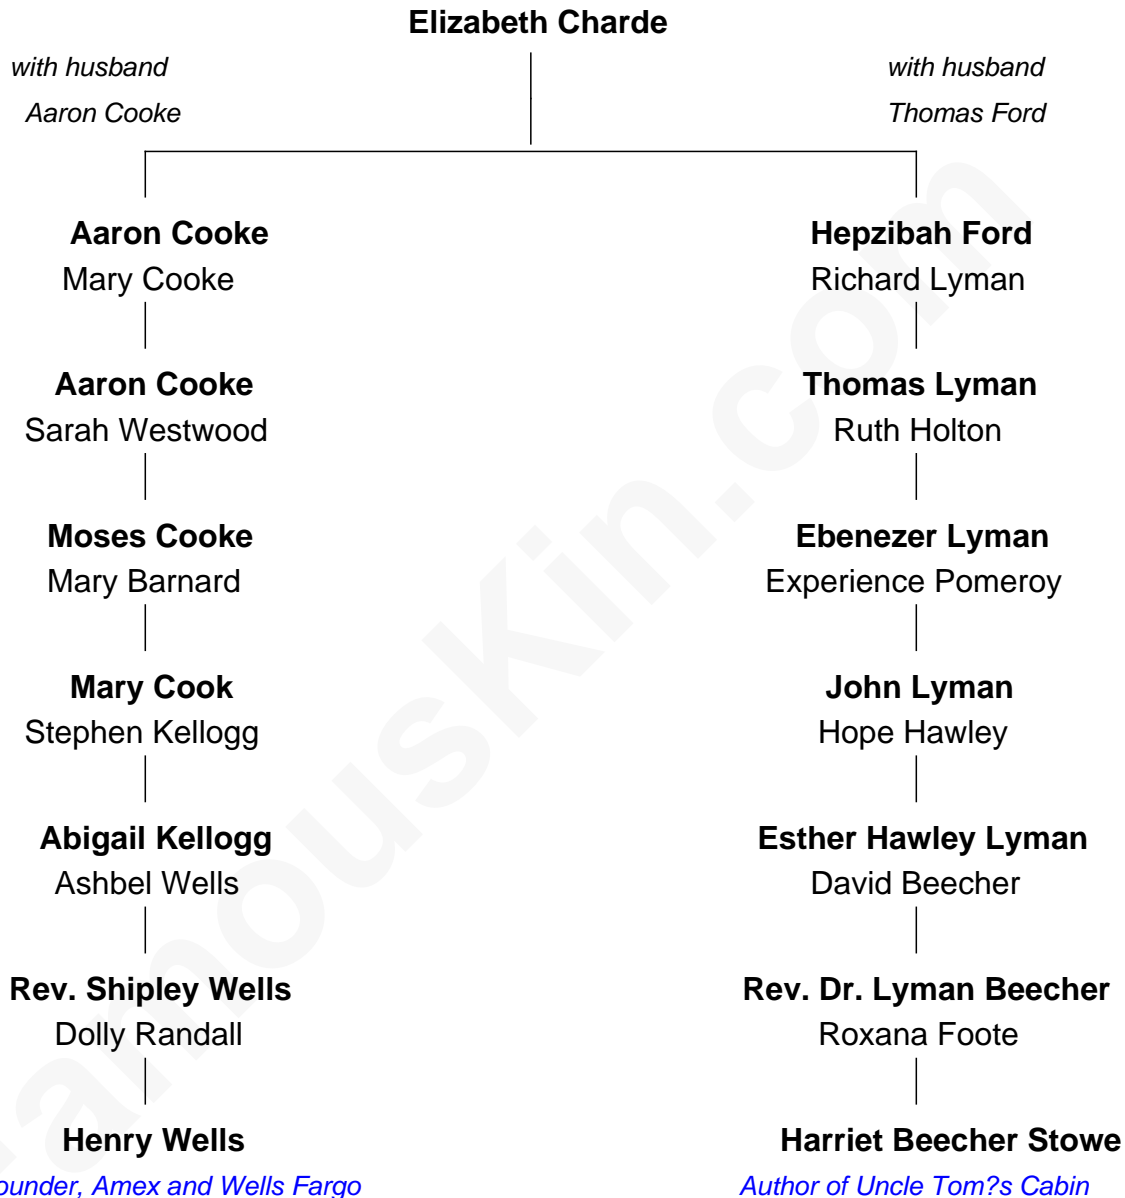 Elizabeth Charde
with husband
Aaron Cooke
with husband
Thomas Ford
Aaron Cooke
Mary Cooke
Hepzibah Ford
Richard Lyman
Aaron Cooke
Sarah Westwood
Thomas Lyman
Ruth Holton
Moses Cooke
Mary Barnard
Ebenezer Lyman
Experience Pomeroy
Mary Cook
Stephen Kellogg
John Lyman
Hope Hawley
Abigail Kellogg
Ashbel Wells
Esther Hawley Lyman
David Beecher
Rev. Shipley Wells
Dolly Randall
Rev. Dr. Lyman Beecher
Roxana Foote
Henry Wells
ounder, Amex and Wells Fargo
Harriet Beecher Stowe
Author of Uncle Tom?s Cabin
amousKin.com